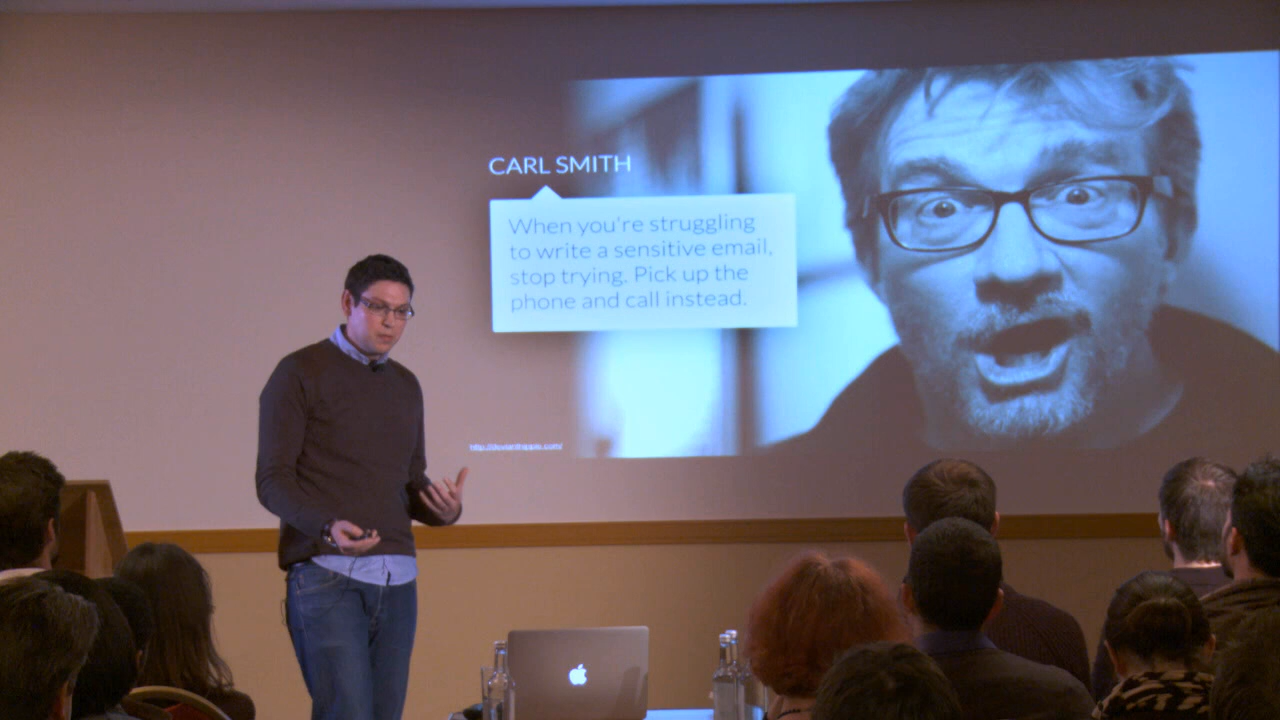 CARL SMITH
When you're struggling
to write a sensitive email,
stop trying. Pick up the
phone and call instead.